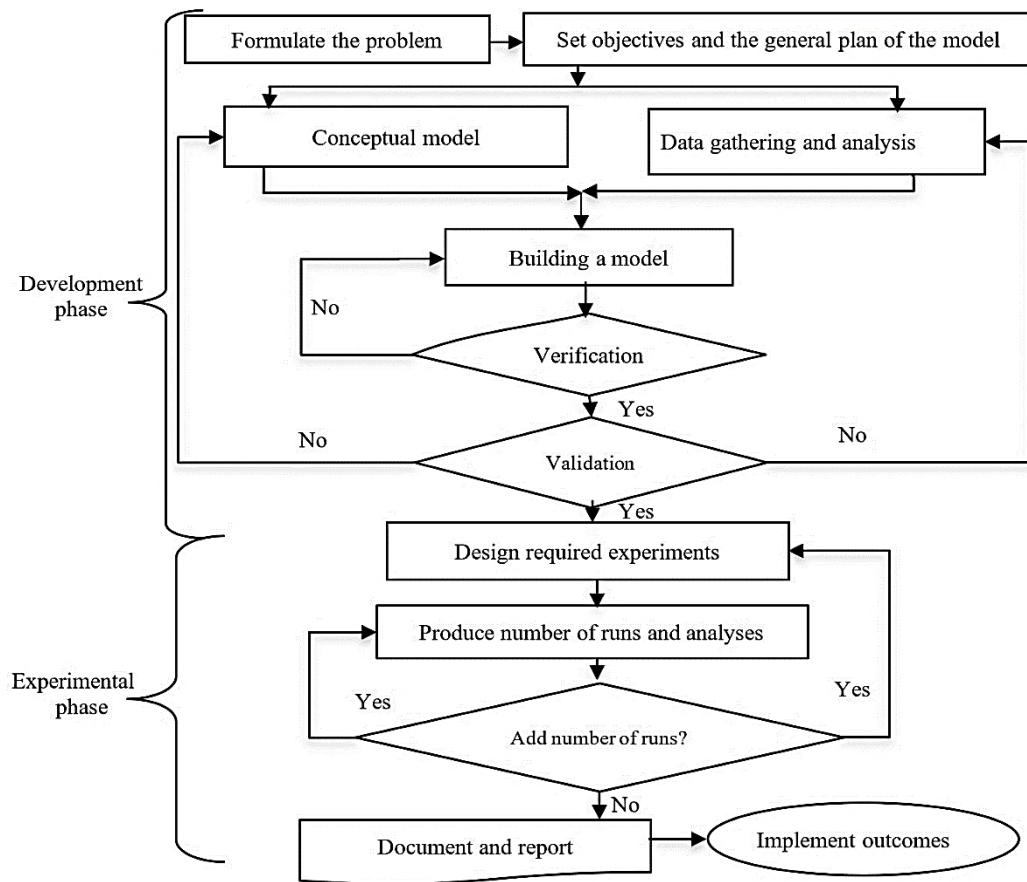 Formulate the problem
Set objectives and the general plan of the model
Conceptual model
Data gathering and analysis
Building a model
Development
phase
No
Verification
Yes
No
No
Validation
Yes
Design required experiments
Produce number of runs and analyses
Experimental
phase
Yes
Yes
Add number of runs?
No
Document and report
Implement outcomes